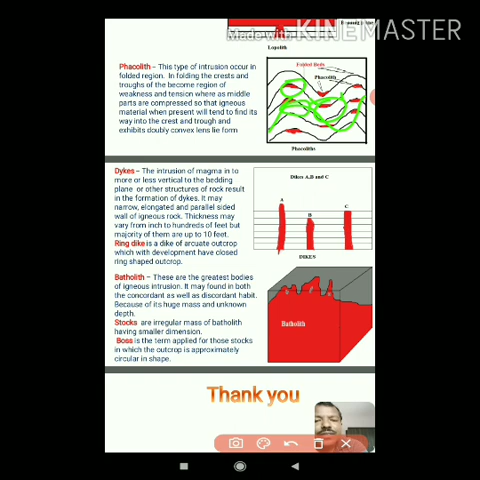 Lopolith
Made with
KINEMASTER
Phacolith – This type of intrusion occur in
folded region. In folding the crests and
troughs of the become region of
weakness and tension where as middle
parts are compressed so that igneous
material when present will tend to find its
way into the crest and trough and
exhibits doubly convex lens lie form
Folded Beds
Phacolith
Phacoliths
Dykes – The intrusion of magma in to
more or less vertical to the bedding
plane or other structures of rock result
in the formation of dykes. It may
narrow, elongated and parallel sided
wall of igneous rock. Thickness may
vary from inch to hundreds of feet but
majority of them are up to 10 feet.
Ring dike is a dike of arcuate outcrop
which with development have closed
ring shaped outcrop.
Dikes A,B and C
A
B
C
DIKES
Batholith – These are the greatest bodies
of igneous intrusion. It may found in both
the concordant as well as discordant habit.
Because of its huge mass and unknown
depth.
Stocks are irregular mass of batholith
having smaller dimension.
Boss is the term applied for those stocks
in which the outcrop is approximately
circular in shape.
Batholith
Thank you